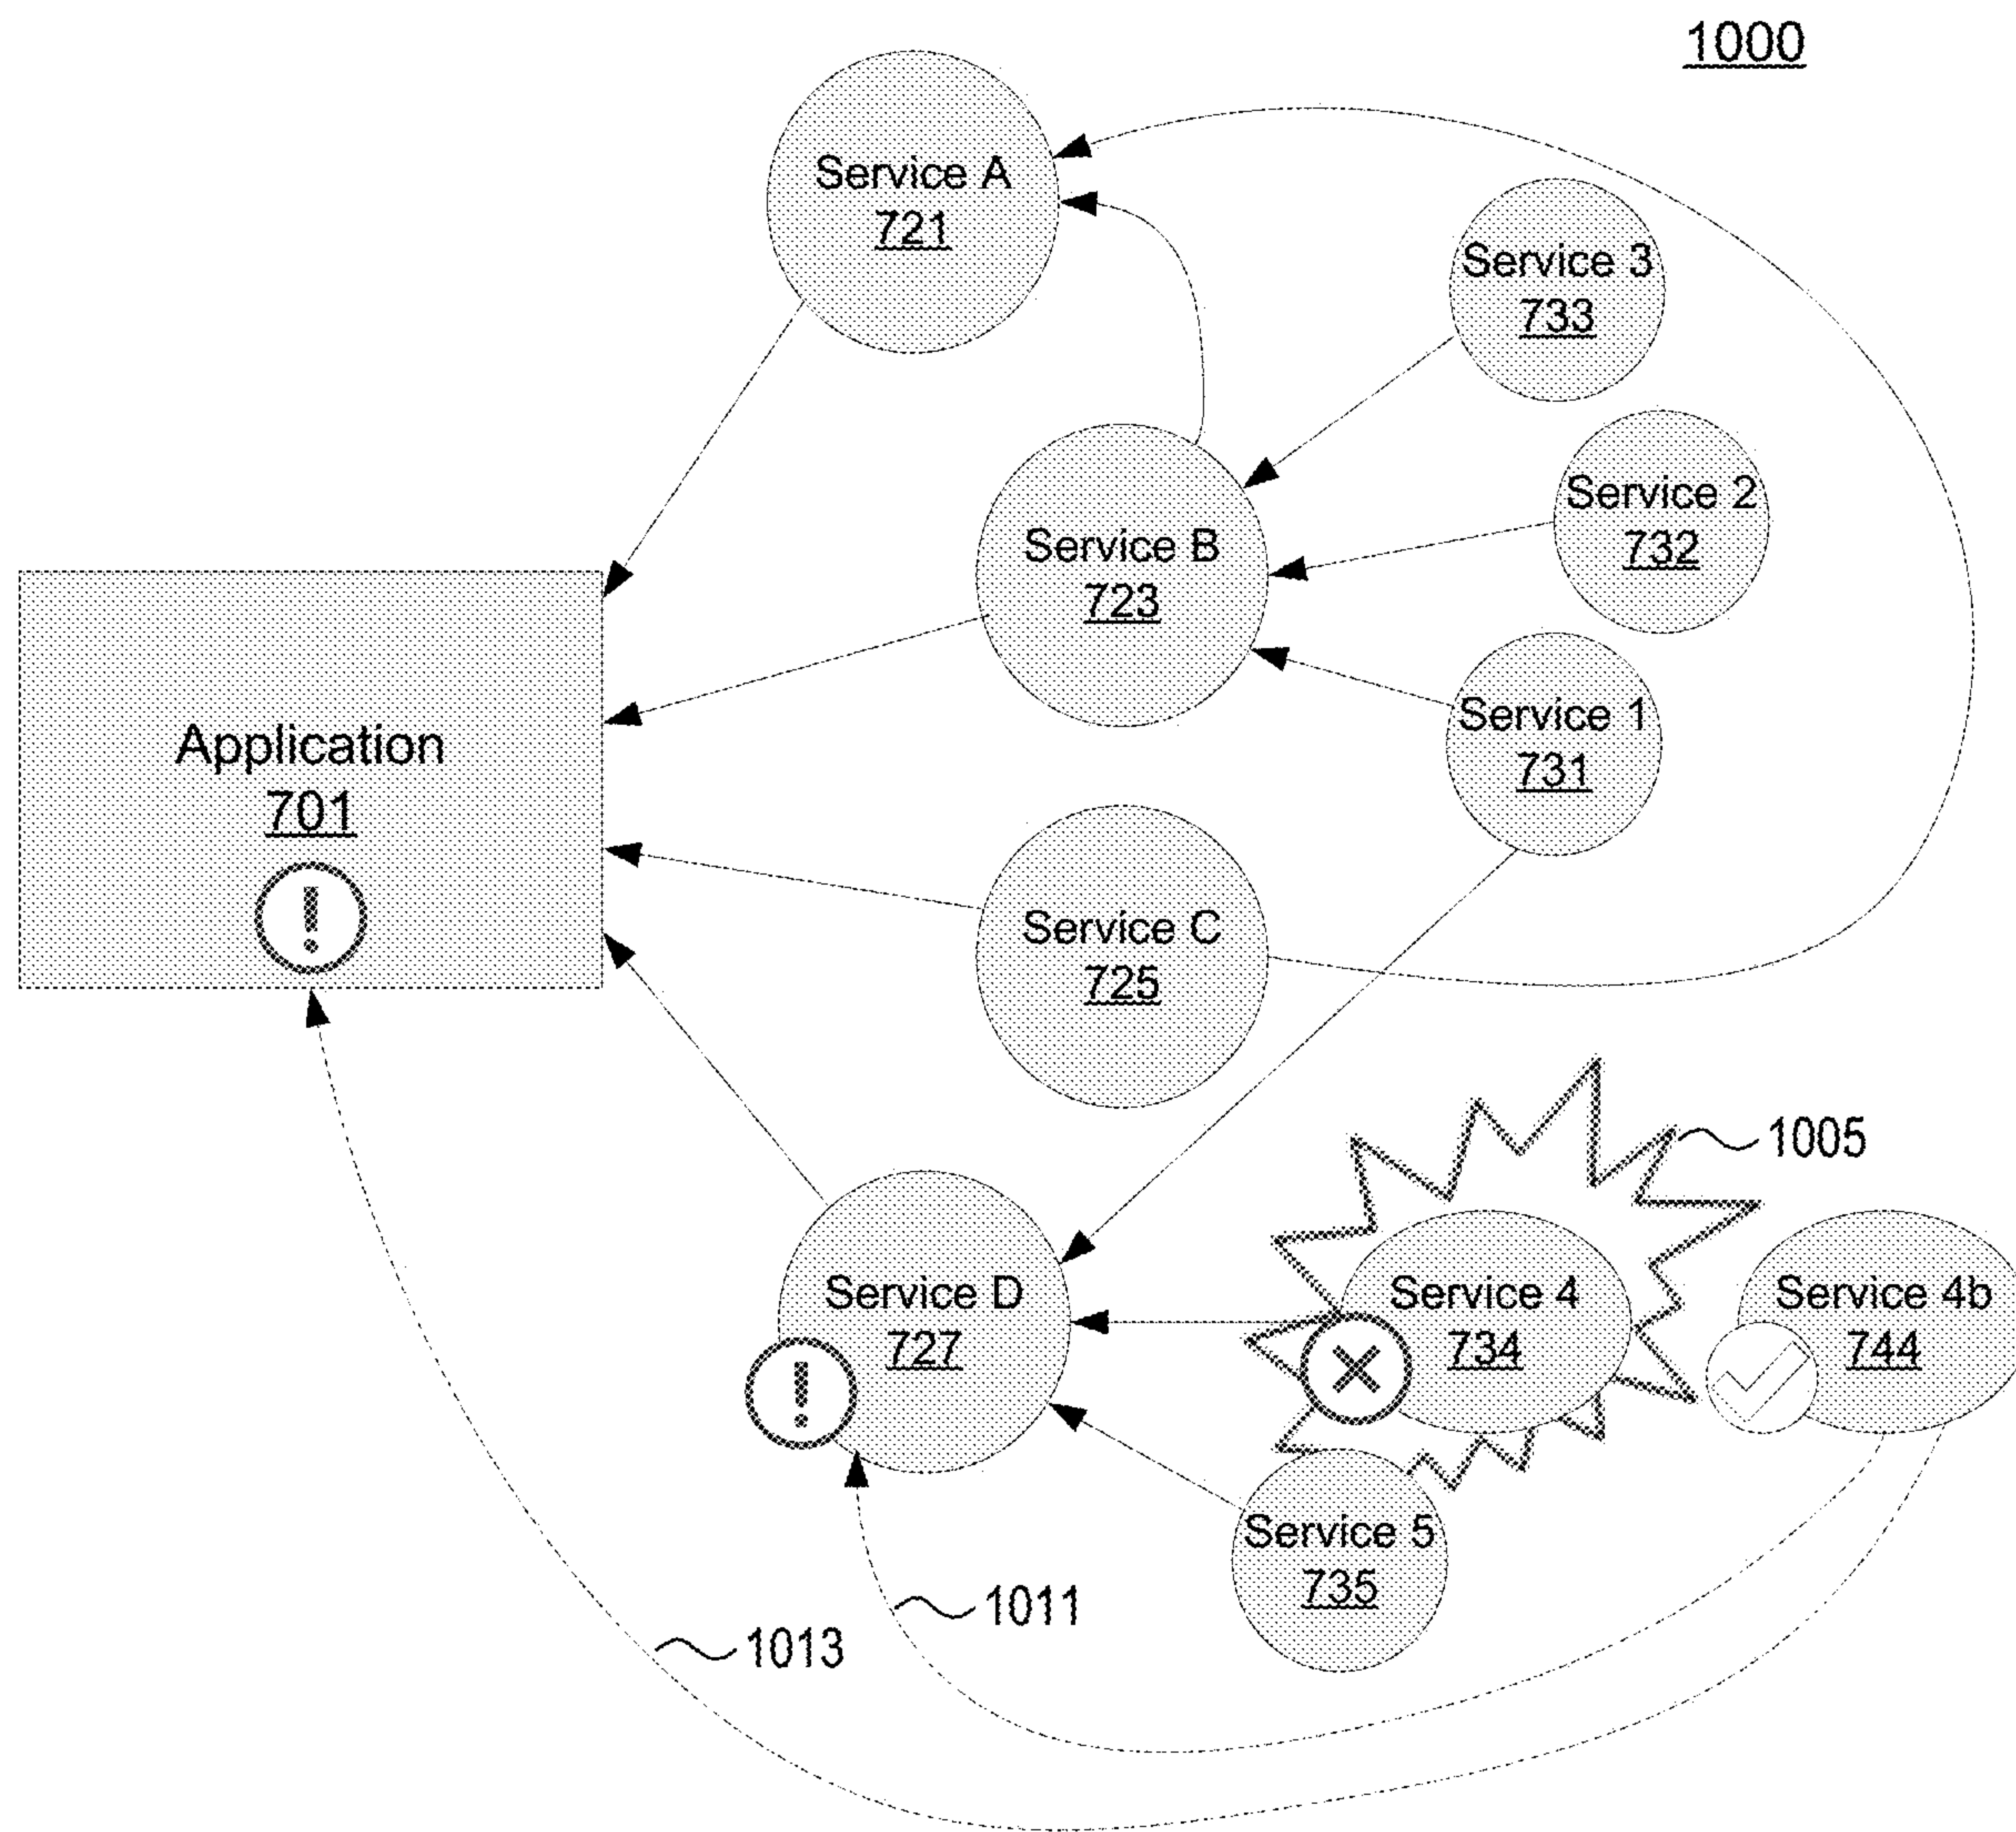 1000
Service A
721
Service 3
733
Service 2
732
Service B
723
Service 1
731
Application
701
!
Service C
725
1005
Service D
727
!
Service 4
734
Service 4b
744
Service 5
735
1011
1013